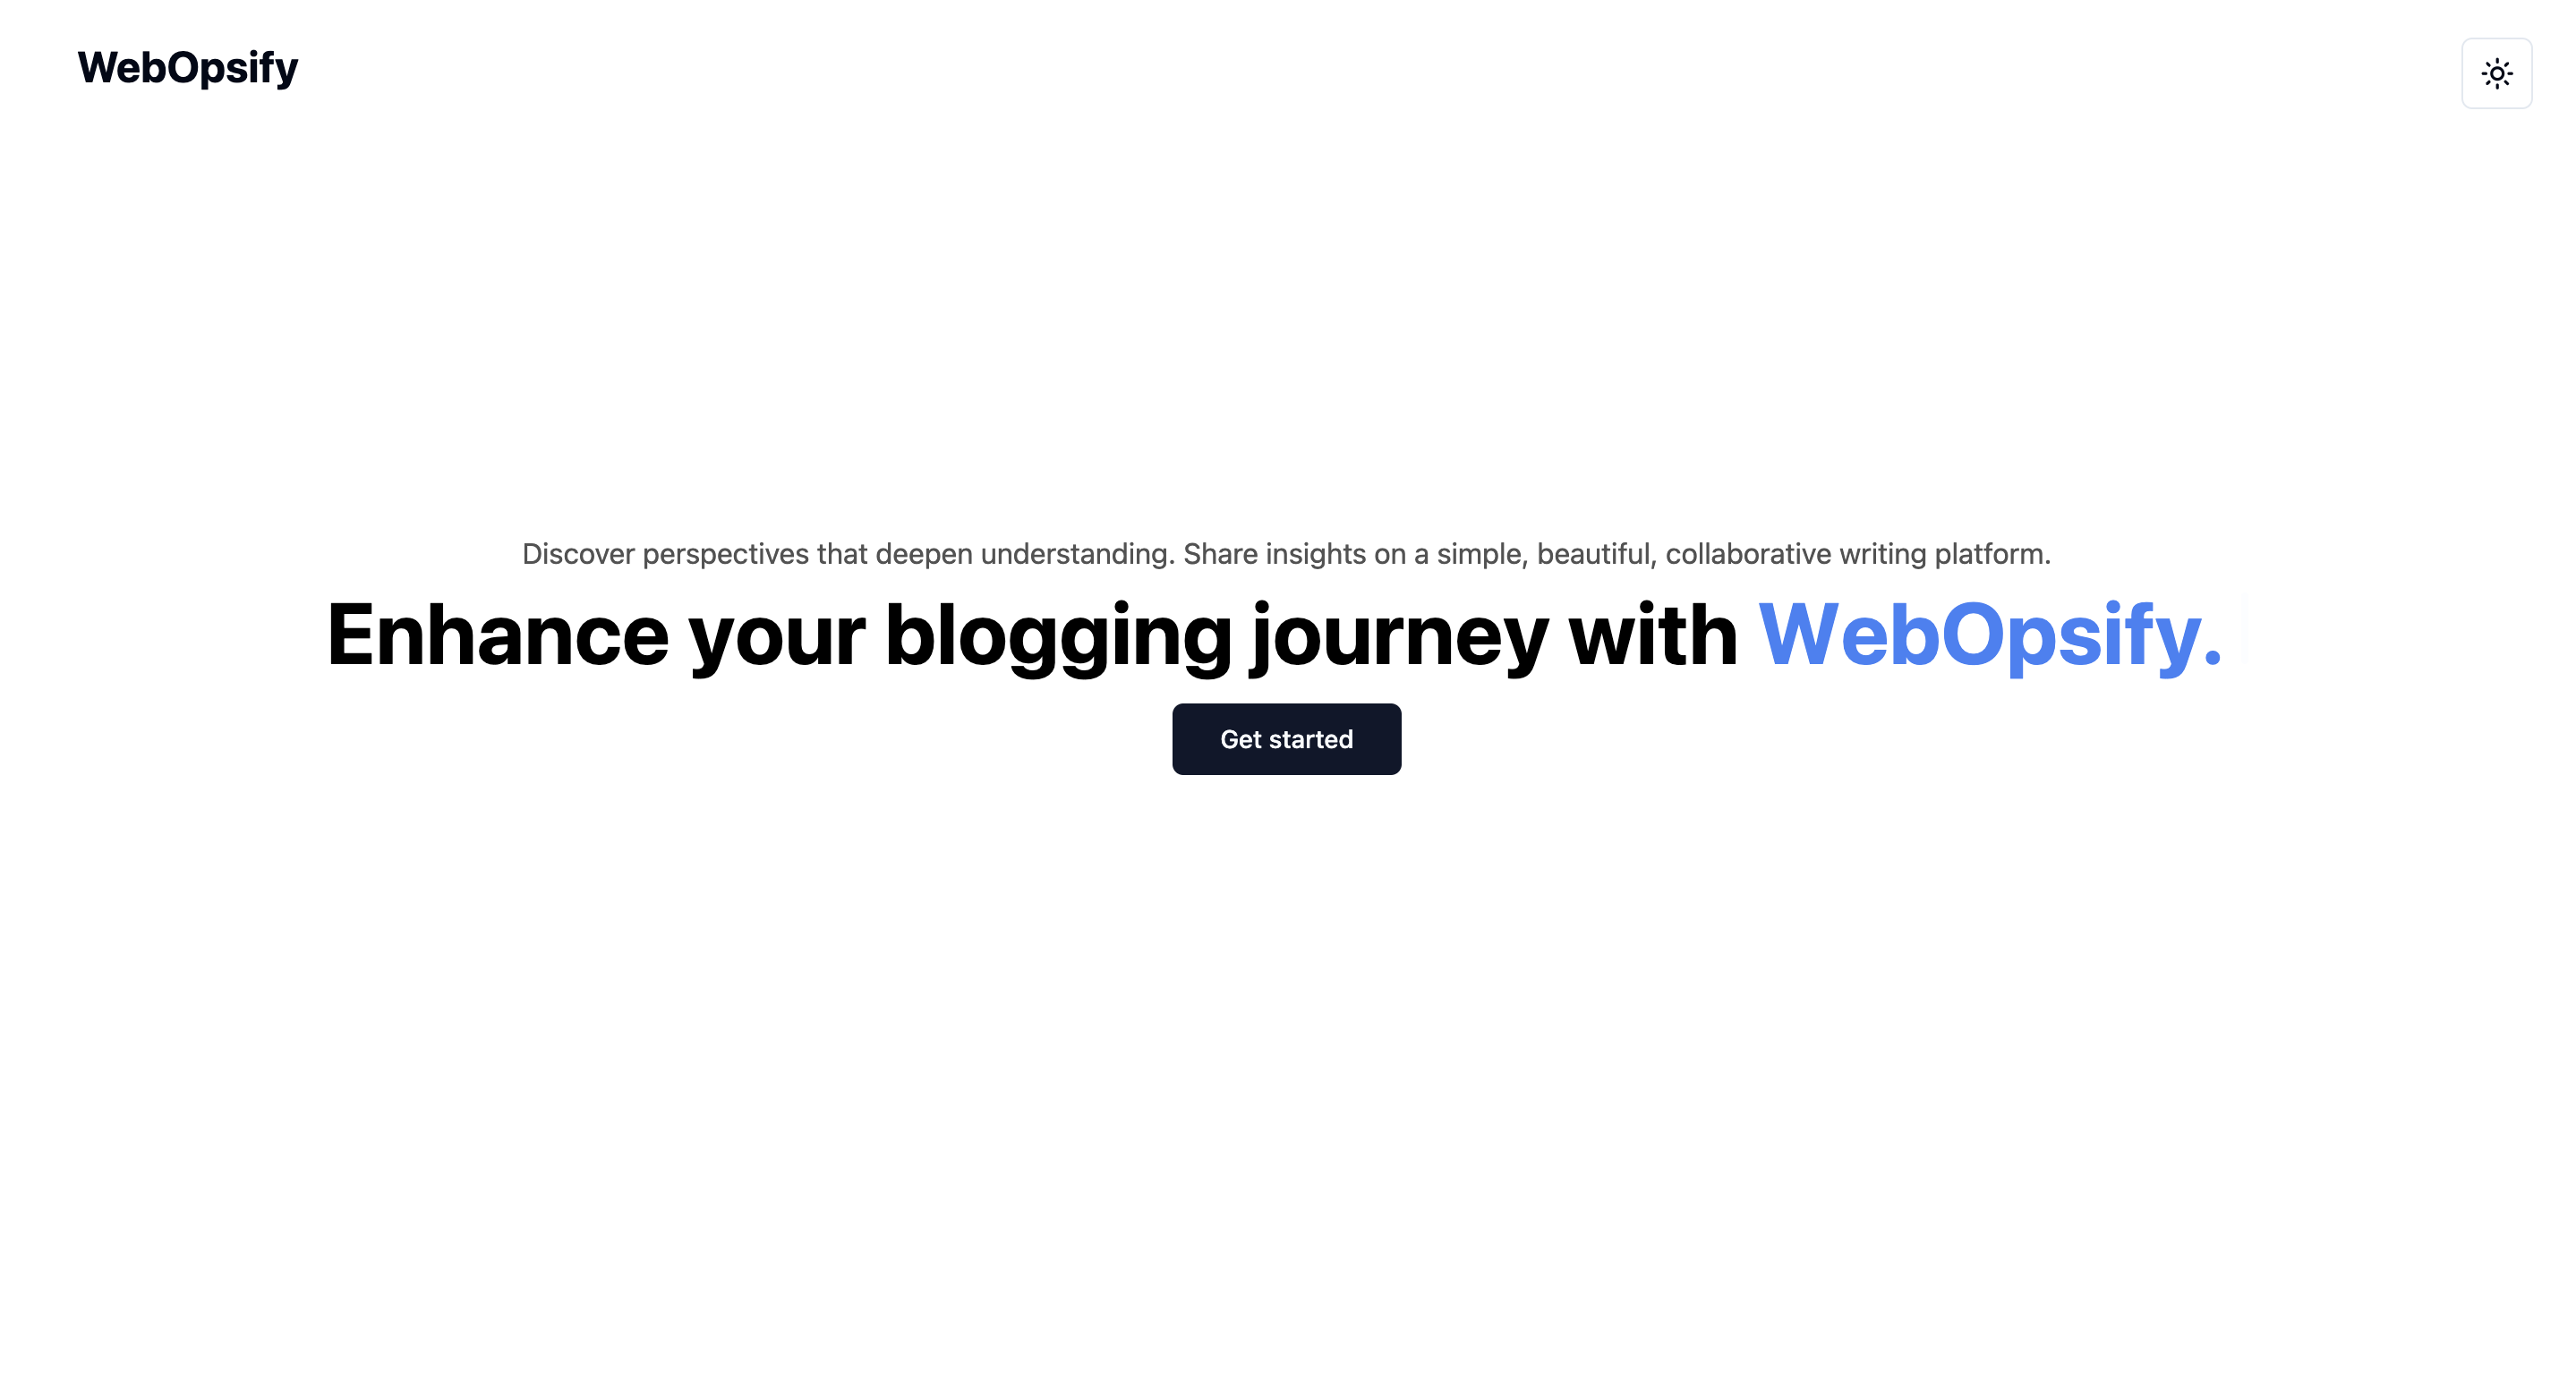 WebOpsify
Discover perspectives that deepen understanding. Share insights on a simple, beautiful, collaborative writing platform.
Enhance your blogging journey with WebOpsify.
Get started